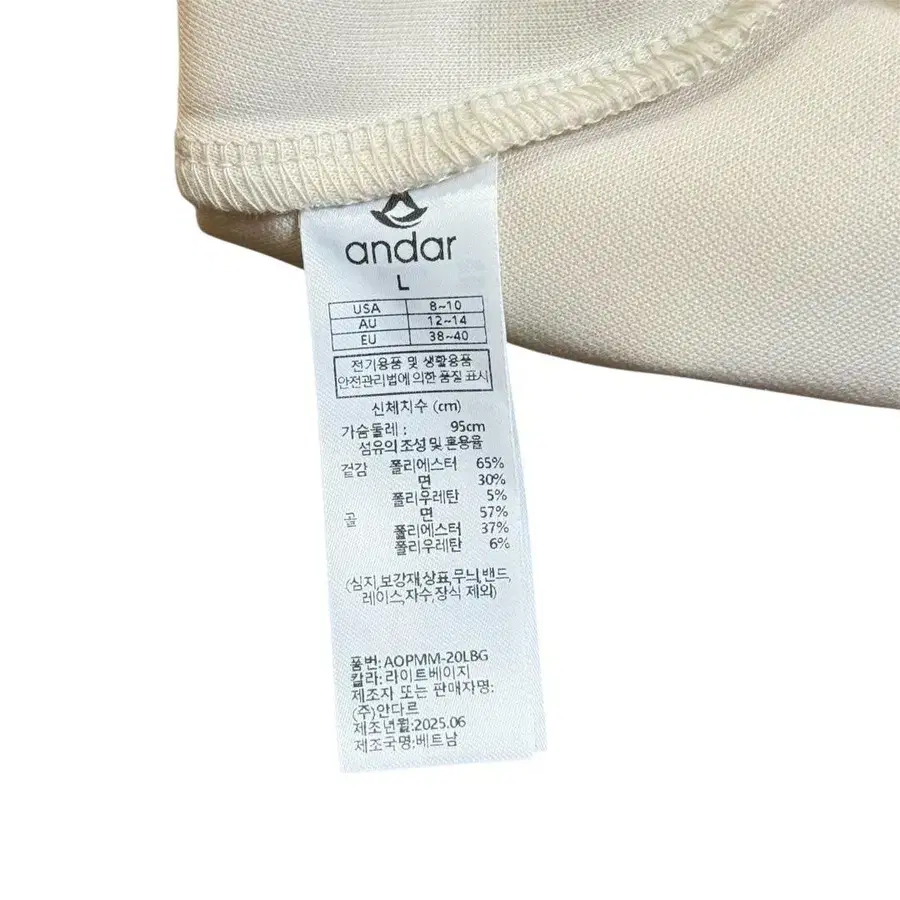 andar
L
USA 8~10
AU 12~14
EU 38~40
전기용품 및 생활용품
안전관리법에 의한 품질 표시
신체치수 (cm)
가슴둘레 : 95cm
섬유의 조성 및 혼용율
겉감 폴리에스터 65%
면 30%
폴리우레탄 5%
골 면 57%
폴리에스터 37%
폴리우레탄 6%
(심지,보강재,상표,무늬,밴드,
레이스,자수,장식 제외)
품번: AOPMM-20LBG
칼라: 라이트베이지
제조자 또는 판매자명:
(주)안다르
제조년월:2025.06
제조국명:베트남